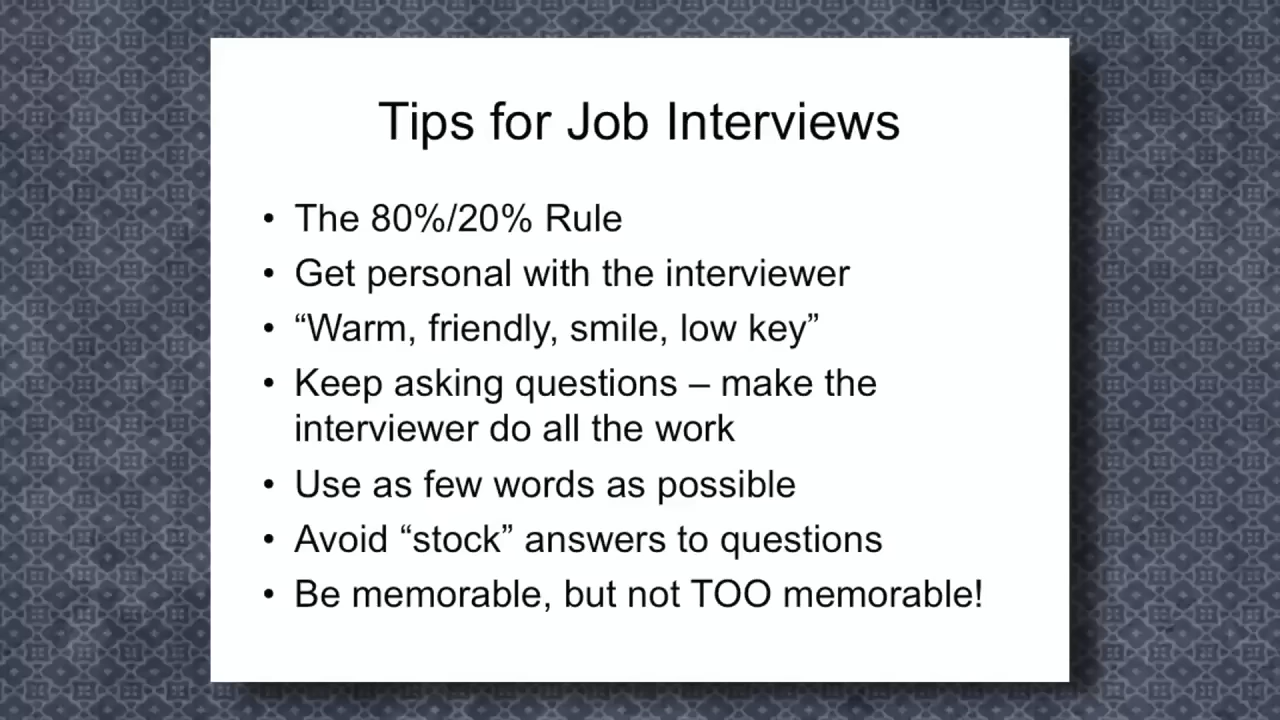 Tips for Job Interviews
• The 80%/20% Rule
• Get personal with the interviewer
• “Warm, friendly, smile, low key”
• Keep asking questions – make the
interviewer do all the work
• Use as few words as possible
• Avoid “stock” answers to questions
• Be memorable, but not TOO memorable!